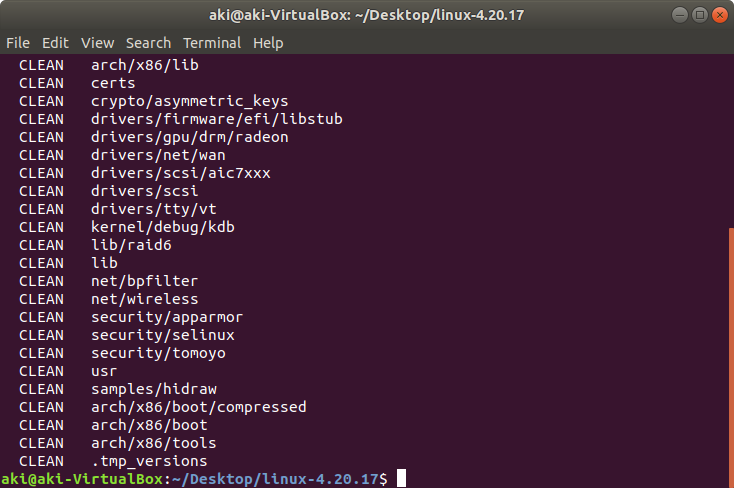 aki@aki-VirtualBox: ~/Desktop/linux-4.20.17
File Edit View Search Terminal Help
CLEAN arch/x86/lib
CLEAN certs
CLEAN crypto/asymmetric_keys
CLEAN drivers/firmware/efi/libstub
CLEAN drivers/gpu/drm/radeon
CLEAN drivers/net/wan
CLEAN drivers/scsi/aic7xxx
CLEAN drivers/scsi
CLEAN drivers/tty/vt
CLEAN kernel/debug/kdb
CLEAN lib/raid6
CLEAN lib
CLEAN net/bpfilter
CLEAN net/wireless
CLEAN security/apparmor
CLEAN security/selinux
CLEAN security/tomoyo
CLEAN usr
CLEAN samples/hidraw
CLEAN arch/x86/boot/compressed
CLEAN arch/x86/boot
CLEAN arch/x86/tools
CLEAN .tmp_versions
aki@aki-VirtualBox:~/Desktop/linux-4.20.17$